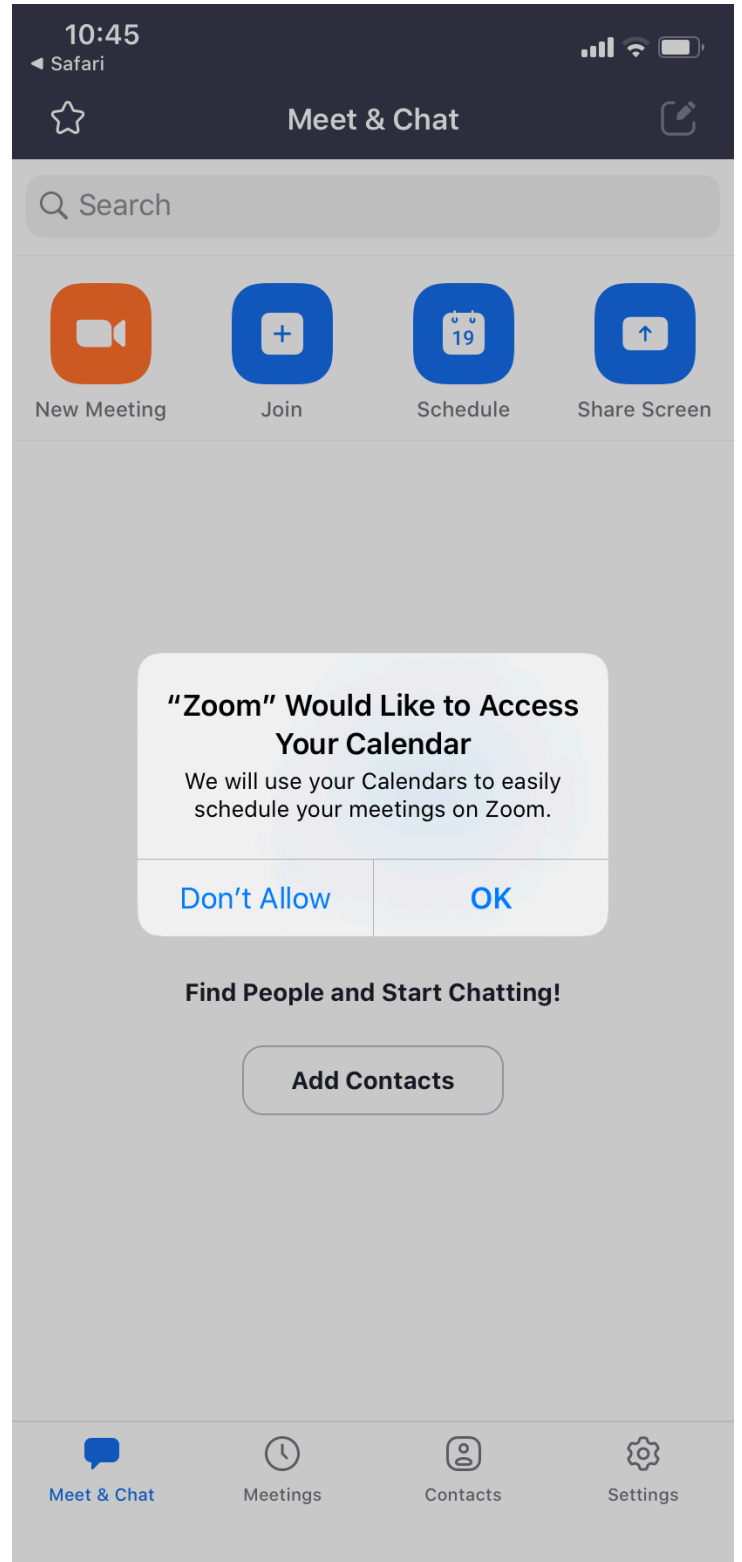 10:45
◀ Safari
Meet & Chat
Search
19
New Meeting
Join
Schedule
Share Screen
“Zoom” Would Like to Access
Your Calendar
We will use your Calendars to easily
schedule your meetings on Zoom.
Don’t Allow
OK
Find People and Start Chatting!
Add Contacts
Meet & Chat
Meetings
Contacts
Settings